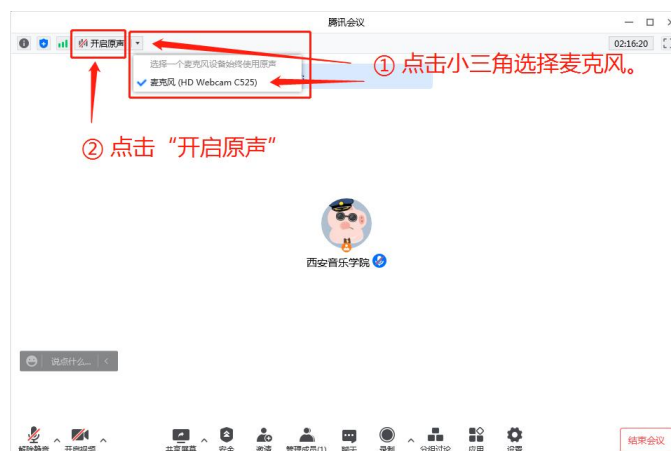 腾讯会议
开启原声
02:16:20
选择一个麦克风设备始终使用原声
麦克风 (HD Webcam C525)
① 点击小三角选择麦克风。
② 点击“开启原声”
西安音乐学院
说点什么...
解除静音 开启视频 共享屏幕 安全 邀请 管理成员(1) 聊天 录制 分组讨论 应用 设置
结束会议